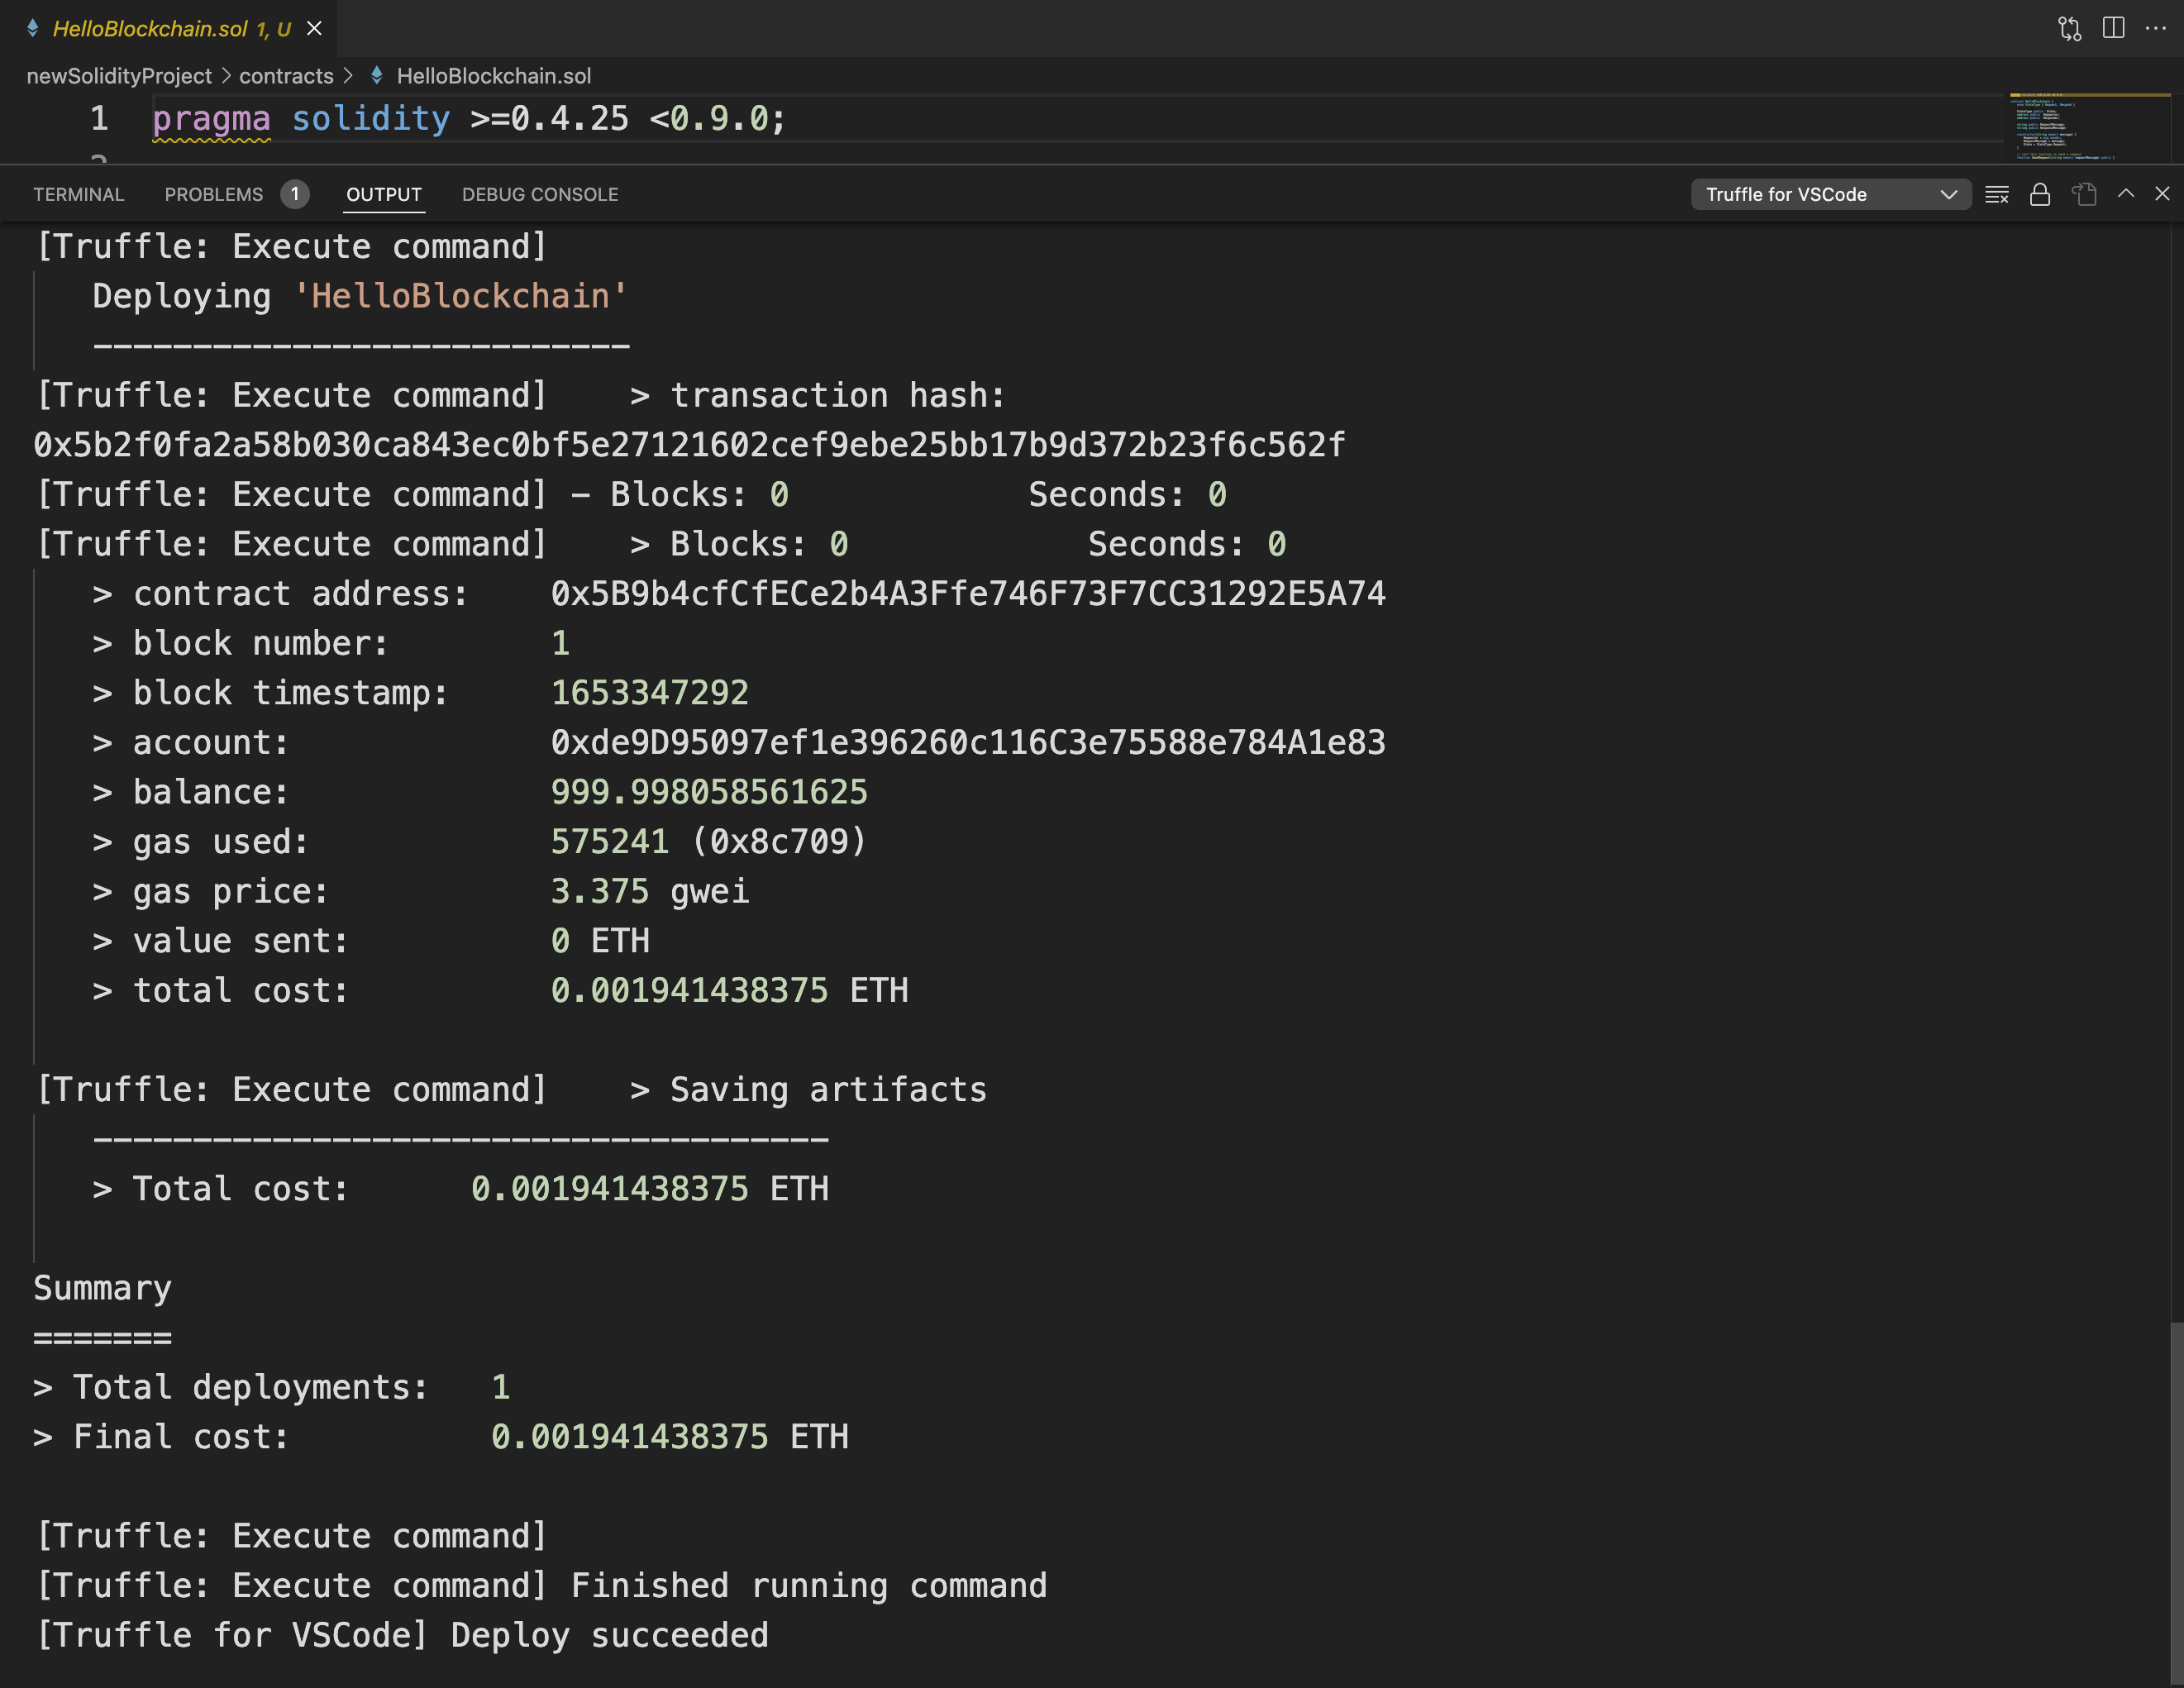 HelloBlockchain.sol 1, U
newSolidityProject > contracts > HelloBlockchain.sol
1 pragma solidity >=0.4.25 <0.9.0;
TERMINAL PROBLEMS 1 OUTPUT DEBUG CONSOLE Truffle for VSCode
[Truffle: Execute command]
Deploying 'HelloBlockchain'
---------------------------
[Truffle: Execute command]    > transaction hash:
0x5b2f0fa2a58b030ca843ec0bf5e27121602cef9ebe25bb17b9d372b23f6c562f
[Truffle: Execute command] - Blocks: 0            Seconds: 0
[Truffle: Execute command]    > Blocks: 0            Seconds: 0
> contract address:    0x5B9b4cfCfECe2b4A3Ffe746F73F7CC31292E5A74
> block number:        1
> block timestamp:     1653347292
> account:             0xde9D95097ef1e396260c116C3e75588e784A1e83
> balance:             999.998058561625
> gas used:            575241 (0x8c709)
> gas price:           3.375 gwei
> value sent:          0 ETH
> total cost:          0.001941438375 ETH
[Truffle: Execute command]    > Saving artifacts
-------------------------------------
> Total cost:      0.001941438375 ETH
Summary
=======
> Total deployments:   1
> Final cost:          0.001941438375 ETH
[Truffle: Execute command]
[Truffle: Execute command] Finished running command
[Truffle for VSCode] Deploy succeeded